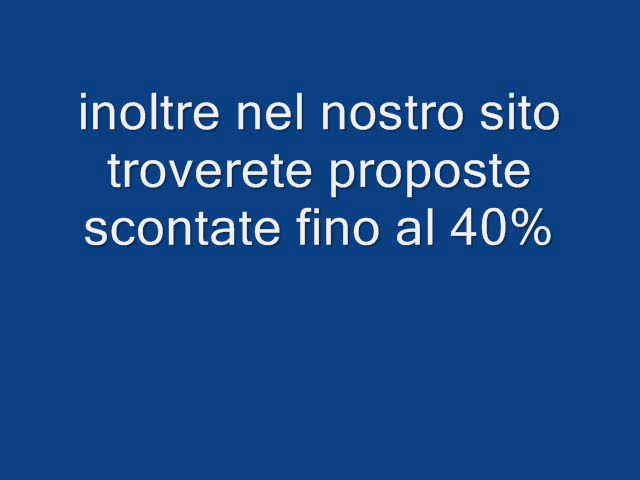 inoltre nel nostro sito
troverete proposte
scontate fino al 40%